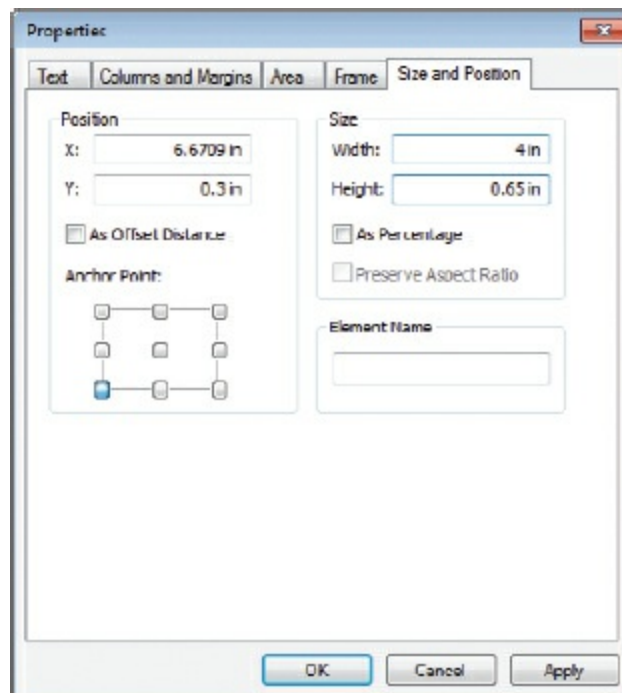 Properties
Text Columns and Margins Area Frame Size and Position
Position
X: 6.6709 in
Y: 0.3 in
As Offset Distance
Anchor Point:
Size
Width: 4 in
Height: 0.65 in
As Percentage
Preserve Aspect Ratio
Element Name
OK Cancel Apply